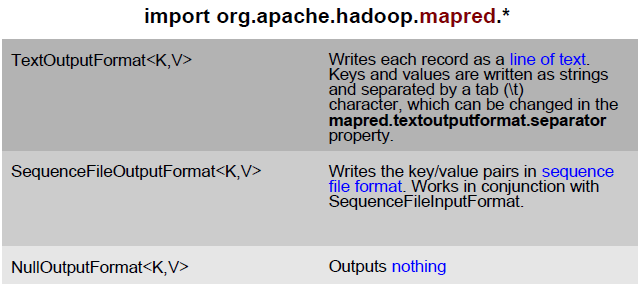 import org.apache.hadoop.mapred.*
TextOutputFormat<K,V>
Writes each record as a line of text.
Keys and values are written as strings
and separated by a tab (\t)
character, which can be changed in the
mapred.textoutputformat.separator
property.
SequenceFileOutputFormat<K,V>
Writes the key/value pairs in sequence
file format. Works in conjunction with
SequenceFileInputFormat.
NullOutputFormat<K,V>
Outputs nothing